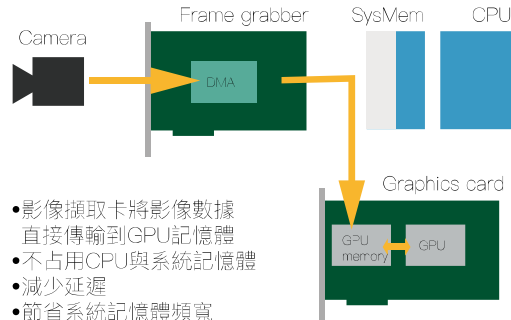 Frame grabber
SysMem
CPU
Camera
DMA
Graphics card
GPU
memory
GPU
•影像擷取卡將影像數據
直接傳輸到GPU記憶體
•不占用CPU與系統記憶體
•減少延遲
•節省系統記憶體頻寬